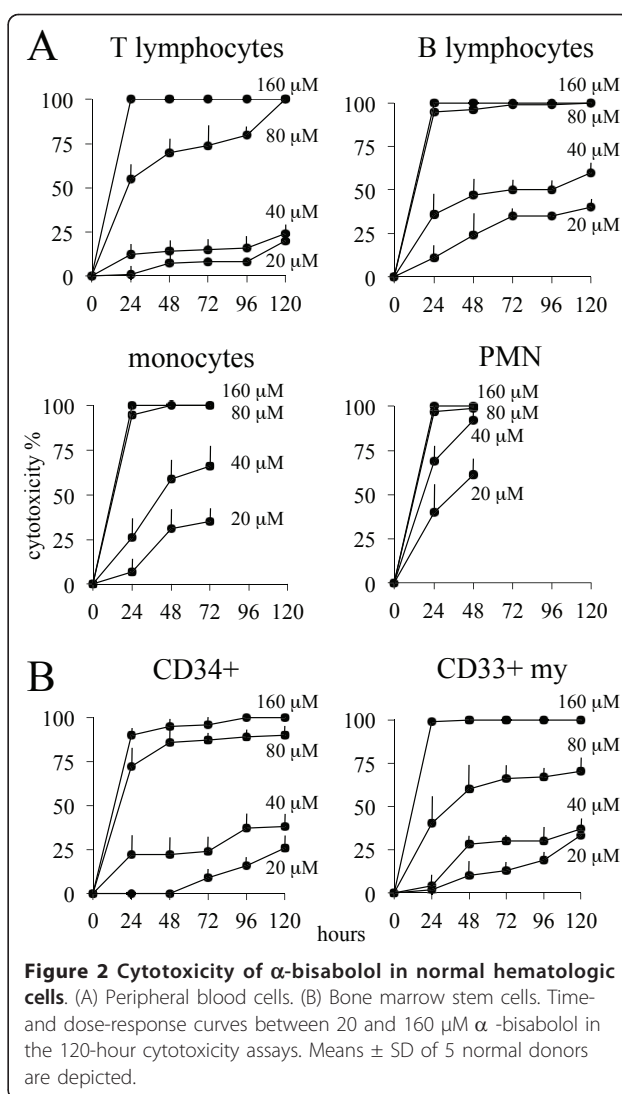 A
T lymphocytes
B lymphocytes
100
75
50
25
0
160 µM
80 µM
40 µM
20 µM
0 24 48 72 96 120
100
75
50
25
0
160 µM
80 µM
40 µM
20 µM
0 24 48 72 96 120
monocytes
PMN
cytotoxicity %
100
75
50
25
0
160 µM
80 µM
40 µM
20 µM
0 24 48 72 96 120
100
75
50
25
0
160 µM
80 µM
40 µM
20 µM
0 24 48 72 96 120
B
CD34+
CD33+ my
100
75
50
25
0
160 µM
80 µM
40 µM
20 µM
0 24 48 72 96 120
100
75
50
25
0
160 µM
80 µM
40 µM
20 µM
0 24 48 72 96 120
hours
Figure 2 Cytotoxicity of α-bisabolol in normal hematologic
cells. (A) Peripheral blood cells. (B) Bone marrow stem cells. Time-
and dose-response curves between 20 and 160 µM α -bisabolol in
the 120-hour cytotoxicity assays. Means ± SD of 5 normal donors
are depicted.